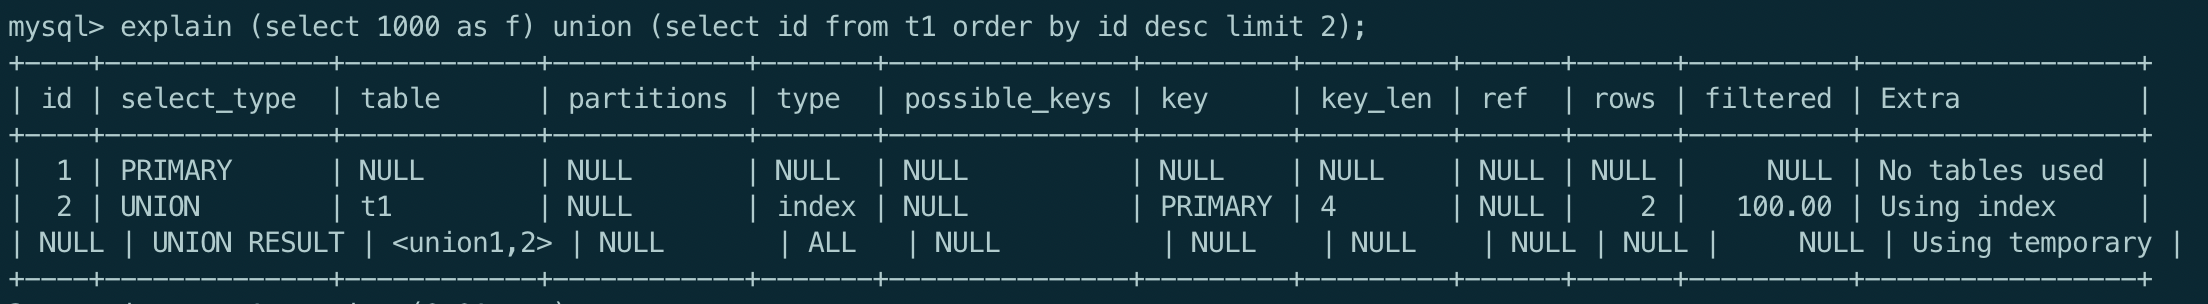 mysql> explain (select 1000 as f) union (select id from t1 order by id desc limit 2);
+----+--------------+------------+------------+-------+---------------+---------+---------+------+------+----------+-----------------+
| id | select_type  | table      | partitions | type  | possible_keys | key     | key_len | ref  | rows | filtered | Extra           |
+----+--------------+------------+------------+-------+---------------+---------+---------+------+------+----------+-----------------+
|  1 | PRIMARY      | NULL       | NULL       | NULL  | NULL          | NULL    | NULL    | NULL | NULL |     NULL | No tables used  |
|  2 | UNION        | t1         | NULL       | index | NULL          | PRIMARY | 4       | NULL |    2 |   100.00 | Using index     |
| NULL | UNION RESULT | <union1,2> | NULL       | ALL   | NULL          | NULL    | NULL    | NULL | NULL |     NULL | Using temporary |
+----+--------------+------------+------------+-------+---------------+---------+---------+------+------+----------+-----------------+